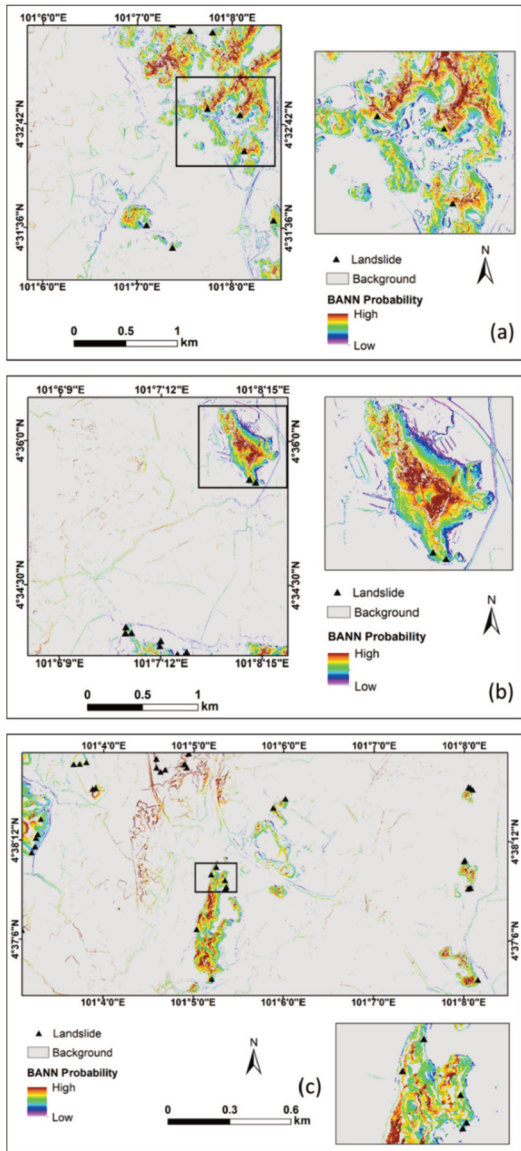 101°6'0"E 101°7'0"E 101°8'0"E
4°32'42"N
4°32'42"N
4°31'36"N
4°31'36"N
101°6'0"E 101°7'0"E 101°8'0"E
0 0.5 1
km
N
Landslide
Background
BANN Probability
High
Low
(a)
101°6'9"E 101°7'12"E 101°8'15"E
4°36'0"N
4°36'0"N
4°34'30"N
4°34'30"N
101°6'9"E 101°7'12"E 101°8'15"E
0 0.5 1
km
N
Landslide
Background
BANN Probability
High
Low
(b)
101°4'0"E 101°5'0"E 101°6'0"E 101°7'0"E 101°8'0"E
4°38'12"N
4°38'12"N
4°37'6"N
4°37'6"N
101°4'0"E 101°5'0"E 101°6'0"E 101°7'0"E 101°8'0"E
Landslide
Background
BANN Probability
High
Low
N
0 0.3 0.6
km
(c)